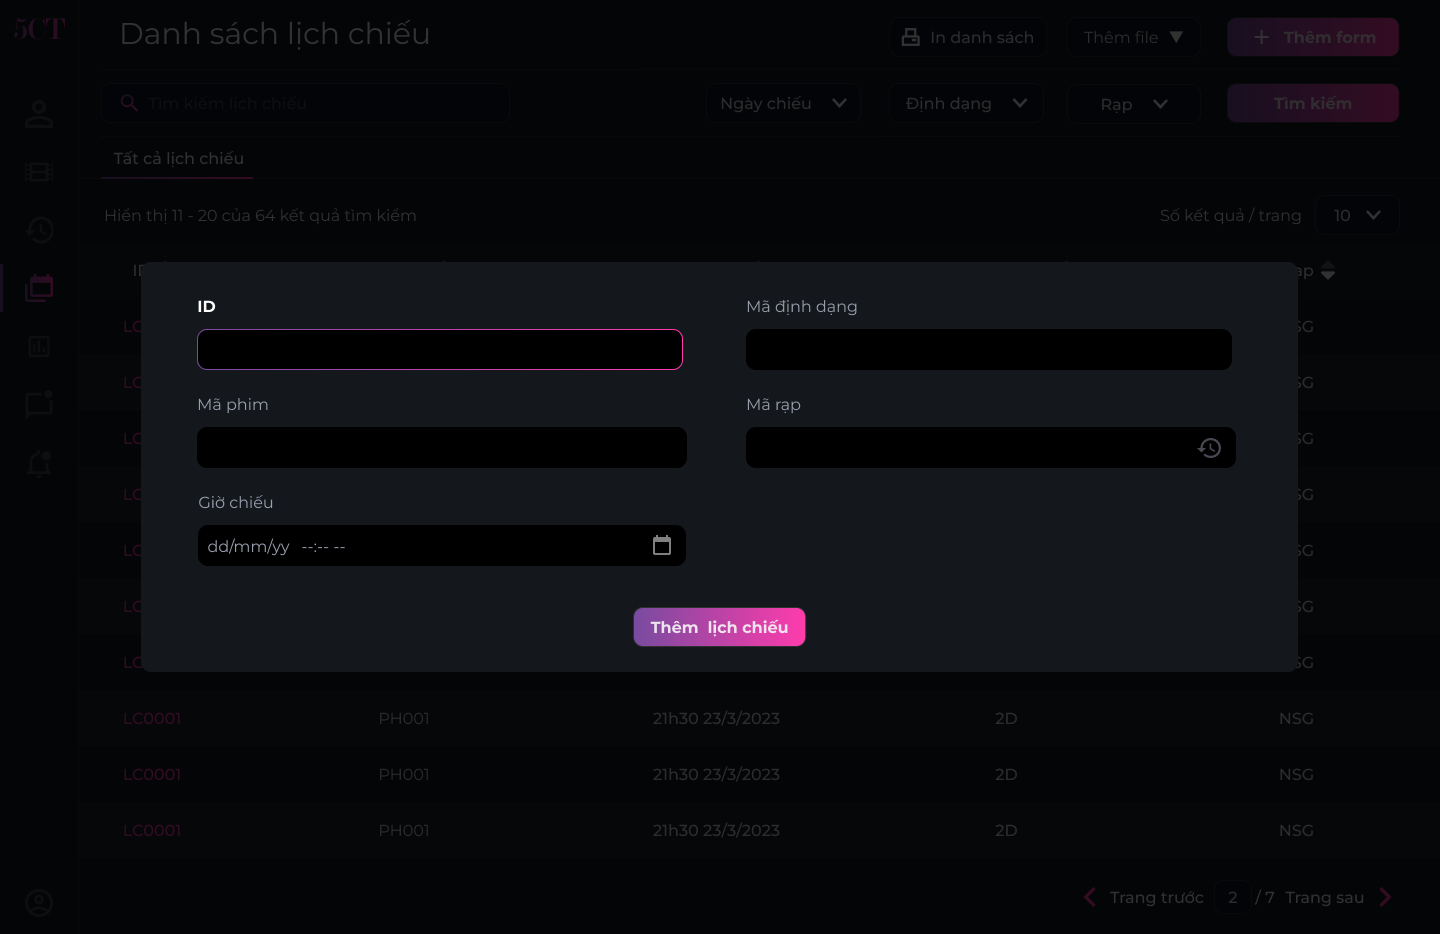 5CT
Danh sách lịch chiếu
In danh sách
Thêm file ▼
+ Thêm form
Tìm kiếm lịch chiếu
Ngày chiếu
Định dạng
Rạp
Tìm kiếm
Tất cả lịch chiếu
Hiển thị 11 - 20 của 64 kết quả tìm kiếm
Số kết quả / trang
10
ID
Mã định dạng
Mã phim
Mã rạp
Giờ chiếu
dd/mm/yy --:-- --
Thêm lịch chiếu
LC0001 PH001 21h30 23/3/2023 2D NSG
LC0001 PH001 21h30 23/3/2023 2D NSG
LC0001 PH001 21h30 23/3/2023 2D NSG
Trang trước 2 / 7 Trang sau